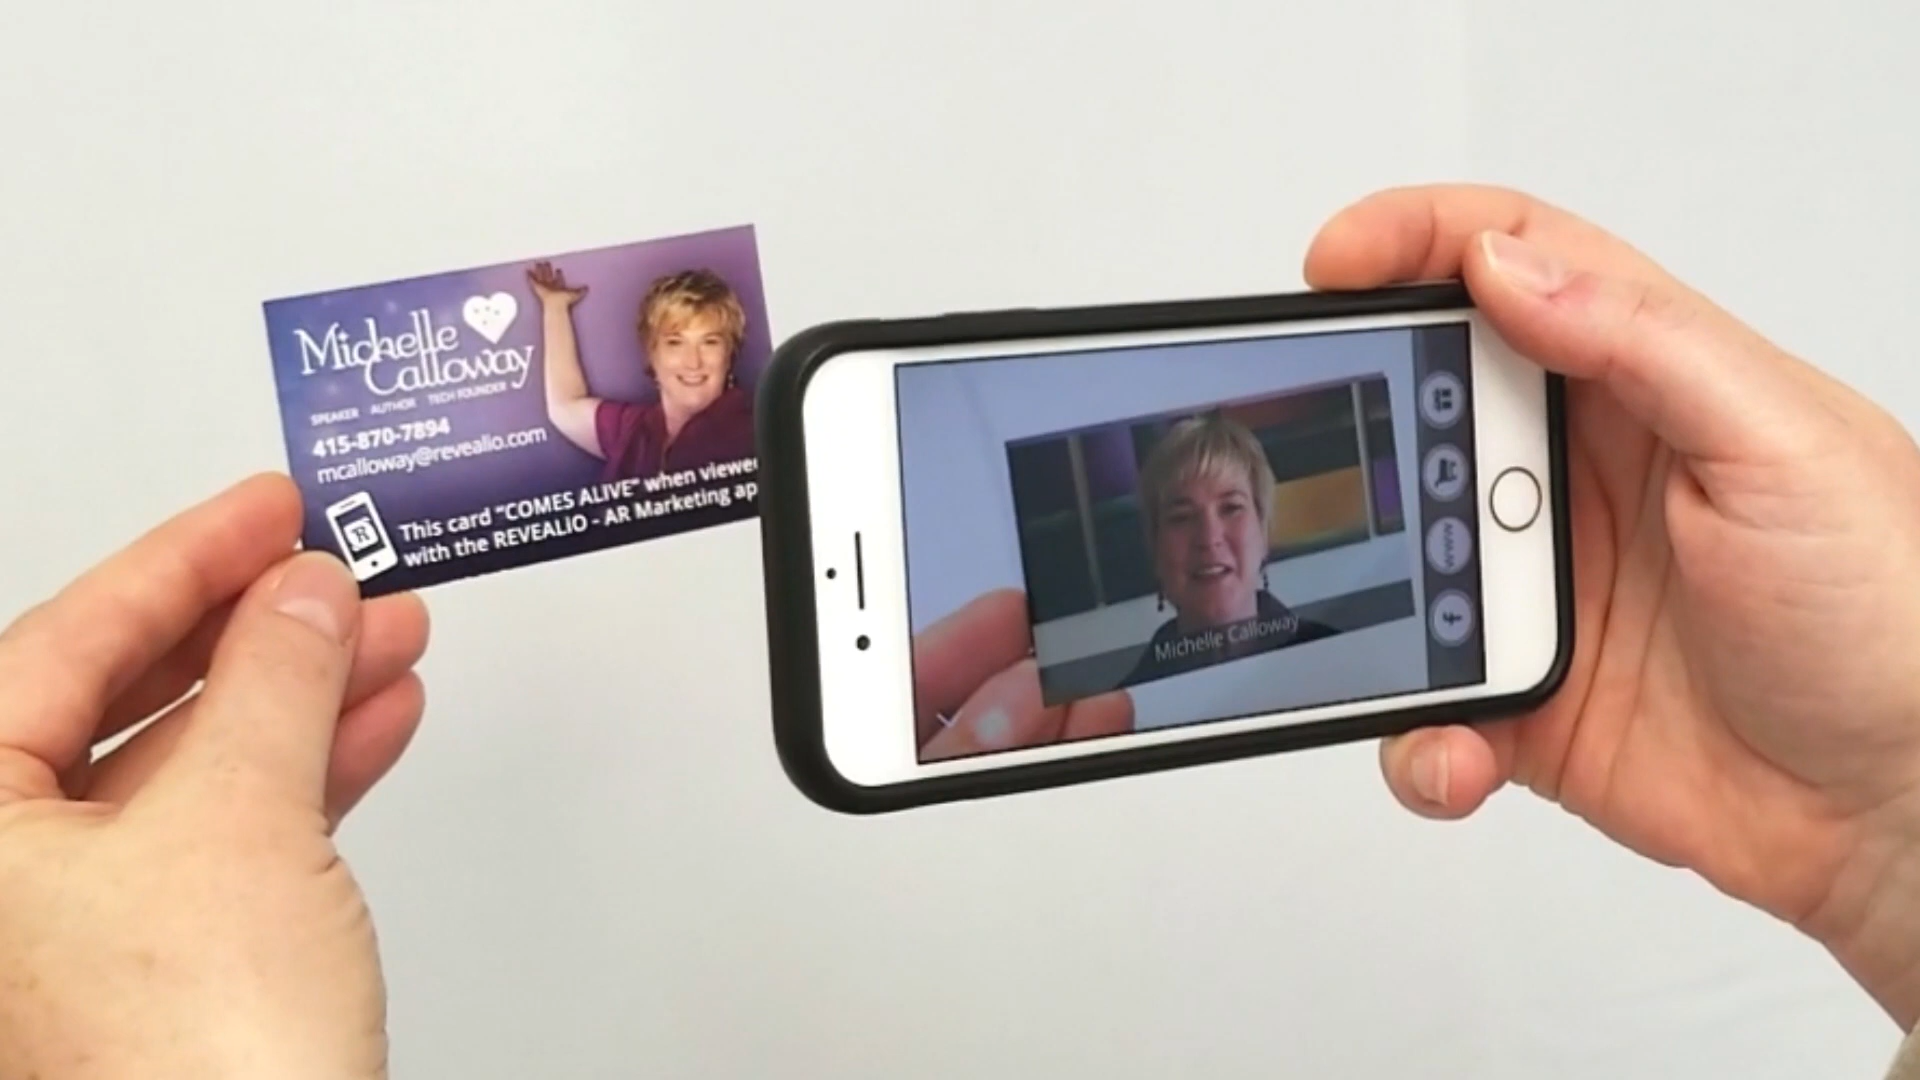 Michelle
Calloway
SPEAKER AUTHOR TECH FOUNDER
415-870-7894
mcalloway@revealio.com
R
This card "COMES ALIVE" when viewed
with the REVEALiO - AR Marketing ap
Michelle Calloway
www
f